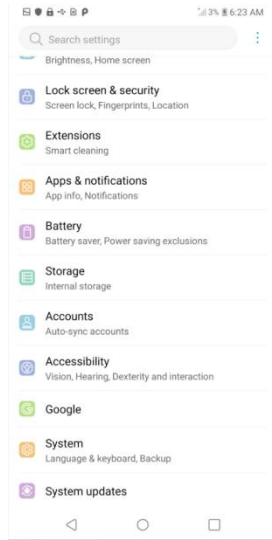 3% 6:23 AM
Search settings
Brightness, Home screen
Lock screen & security
Screen lock, Fingerprints, Location
Extensions
Smart cleaning
Apps & notifications
App info, Notifications
Battery
Battery saver, Power saving exclusions
Storage
Internal storage
Accounts
Auto-sync accounts
Accessibility
Vision, Hearing, Dexterity and interaction
Google
System
Language & keyboard, Backup
System updates